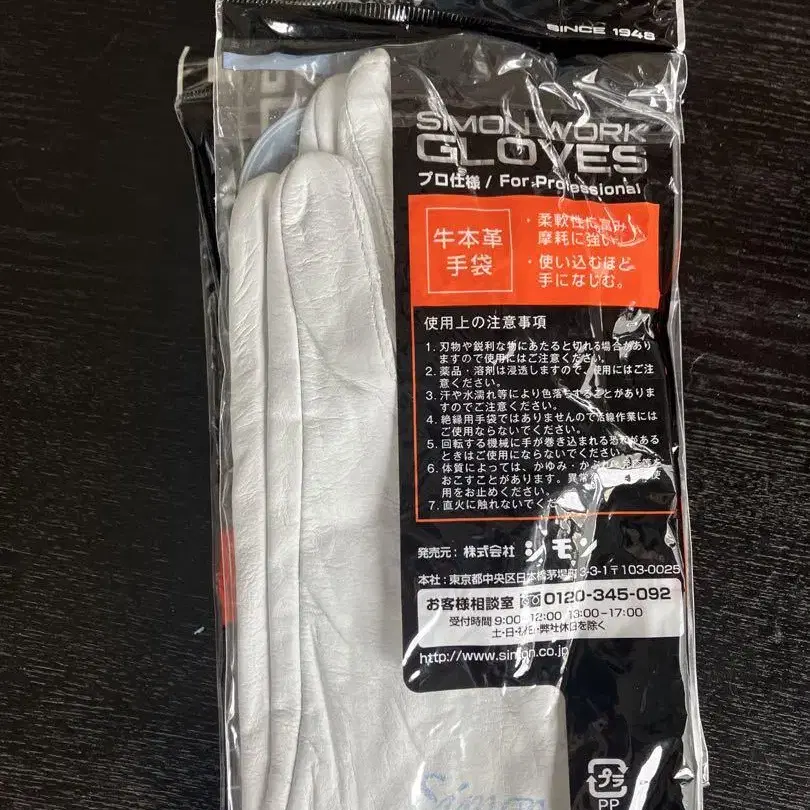 SINCE 1948
SIMON WORK
GLOVES
プロ仕様 / For Professional
牛本革
手袋
・柔軟性に富み
摩耗に強い。
・使い込むほど
手になじむ。
使用上の注意事項
1. 刃物や鋭利な物にあたると切れる場合があり
ますので使用にはご注意ください。
2. 薬品・溶剤は浸透しますので、使用にはご注
意ください。
3. 汗や水濡れ等により色落ちすることがありま
すのでご注意ください。
4. 絶縁用手袋ではありませんので活線作業には
ご使用ならないでください。
5. 回転する機械に手が巻き込まれる恐れがある
ときはご使用にならないでください。
6. 体質によっては、かゆみ・かぶれ
おこすことがあります。異常
用をお止めください。
7. 直火に触れないでくだ
発売元：株式会社 シモン
本社：東京都中央区日本橋茅場町3-3-1〒103-0025
お客様相談室 0120-345-092
受付時間 9:00-12:00 13:00-17:00
土・日・祝日・弊社休日を除く
http://www.simon.co.jp
Simon
プラ
PP